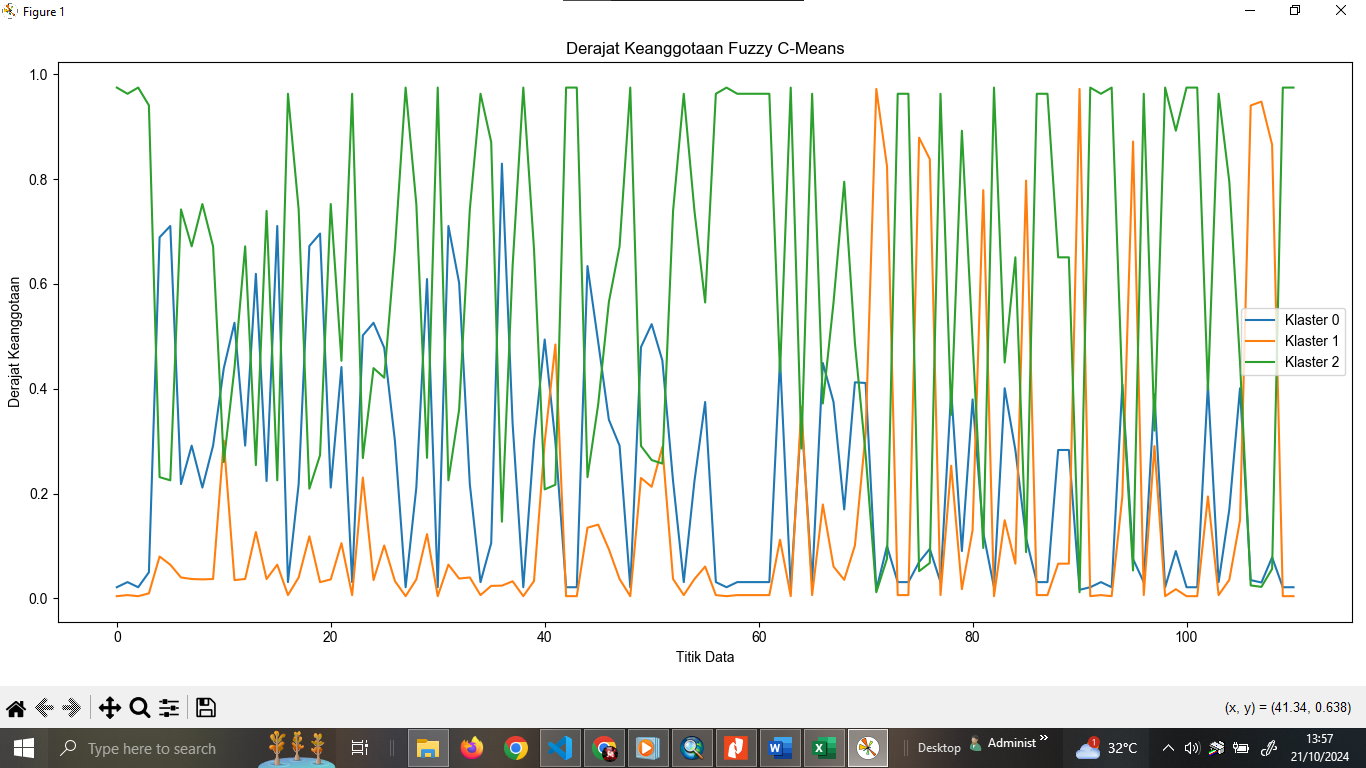 Figure 1
Derajat Keanggotaan Fuzzy C-Means
1.0
0.8
0.6
0.4
0.2
0.0
Derajat Keanggotaan
Klaster 0
Klaster 1
Klaster 2
0 20 40 60 80 100
Titik Data
(x, y) = (41.34, 0.638)
Type here to search
Desktop
Administ
1
32°C
13:57
21/10/2024